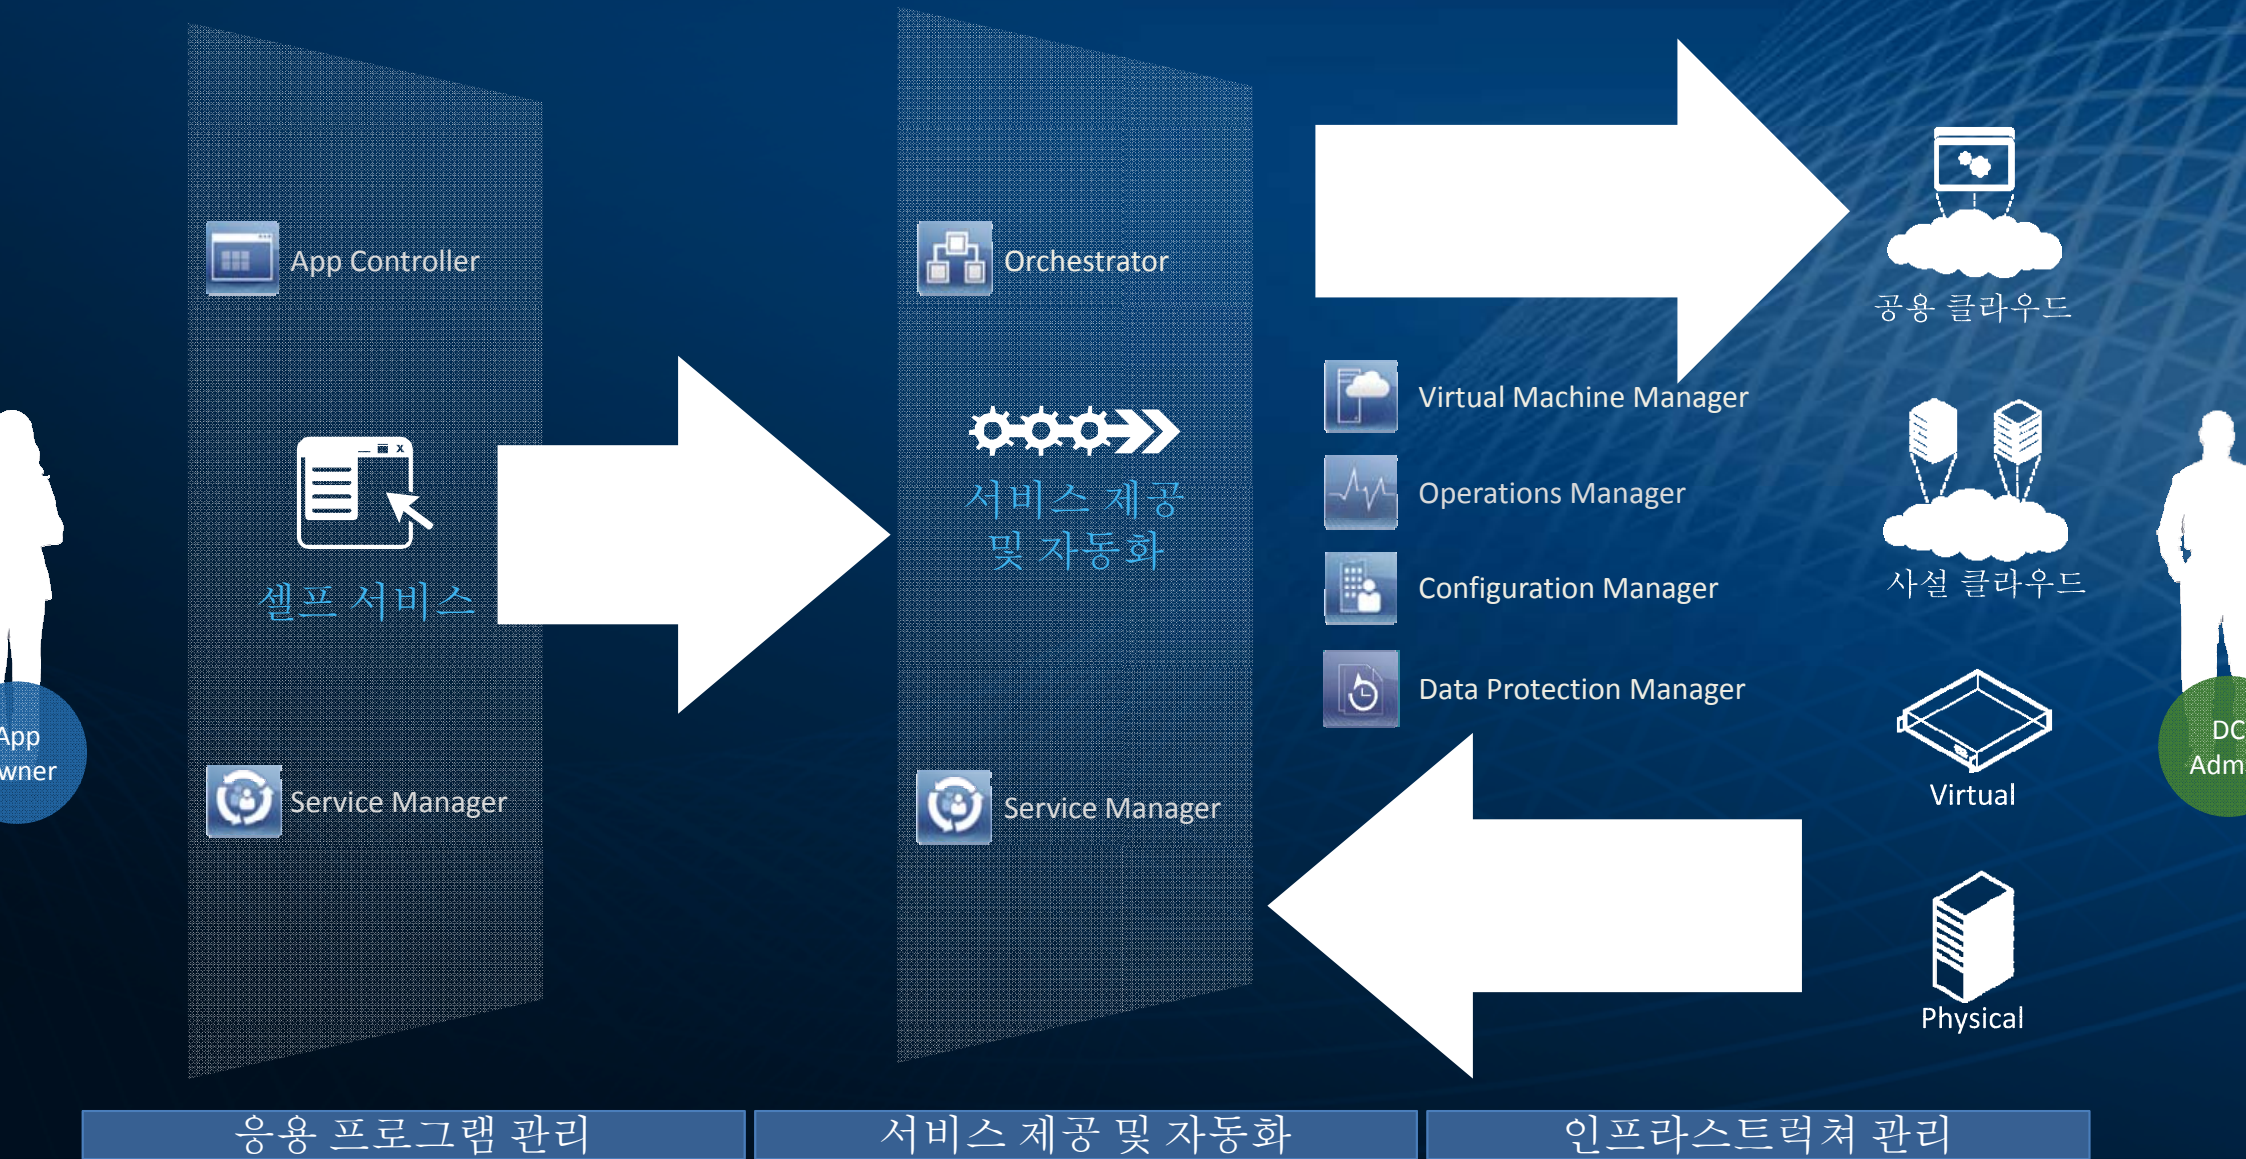 App Controller
셀프 서비스
Service Manager
Orchestrator
서비스 제공
및 자동화
Service Manager
Virtual Machine Manager
Operations Manager
Configuration Manager
Data Protection Manager
공용 클라우드
사설 클라우드
Virtual
Physical
App
wner
DC
Adm
응용 프로그램 관리
서비스 제공 및 자동화
인프라스트럭쳐 관리